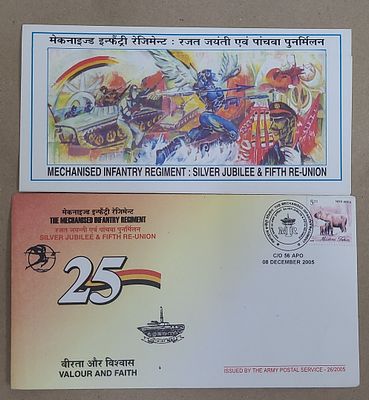 मेकनाइज्ड इन्फैंट्री रेजिमेन्ट : रजत जयंती एवं पांचवा पुनर्मिलन
MECHANISED INFANTRY REGIMENT : SILVER JUBILEE & FIFTH RE-UNION
मेकनाइज्ड इन्फैंट्री रेजिमेन्ट
THE MECHANISED INFANTRY REGIMENT
रजत जयन्ती एवं पांचवा पुनर्मिलन
SILVER JUBILEE & FIFTH RE-UNION
25
C/O 56 APO
08 DECEMBER 2005
वीरता और विश्वास
VALOUR AND FAITH
ISSUED BY THE ARMY POSTAL SERVICE - 26/2005